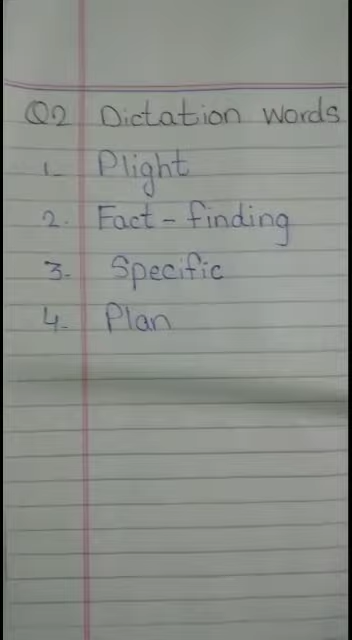 Q2 Dictation words
1- Plight
2. Fact - finding
3. Specific
4. Plan